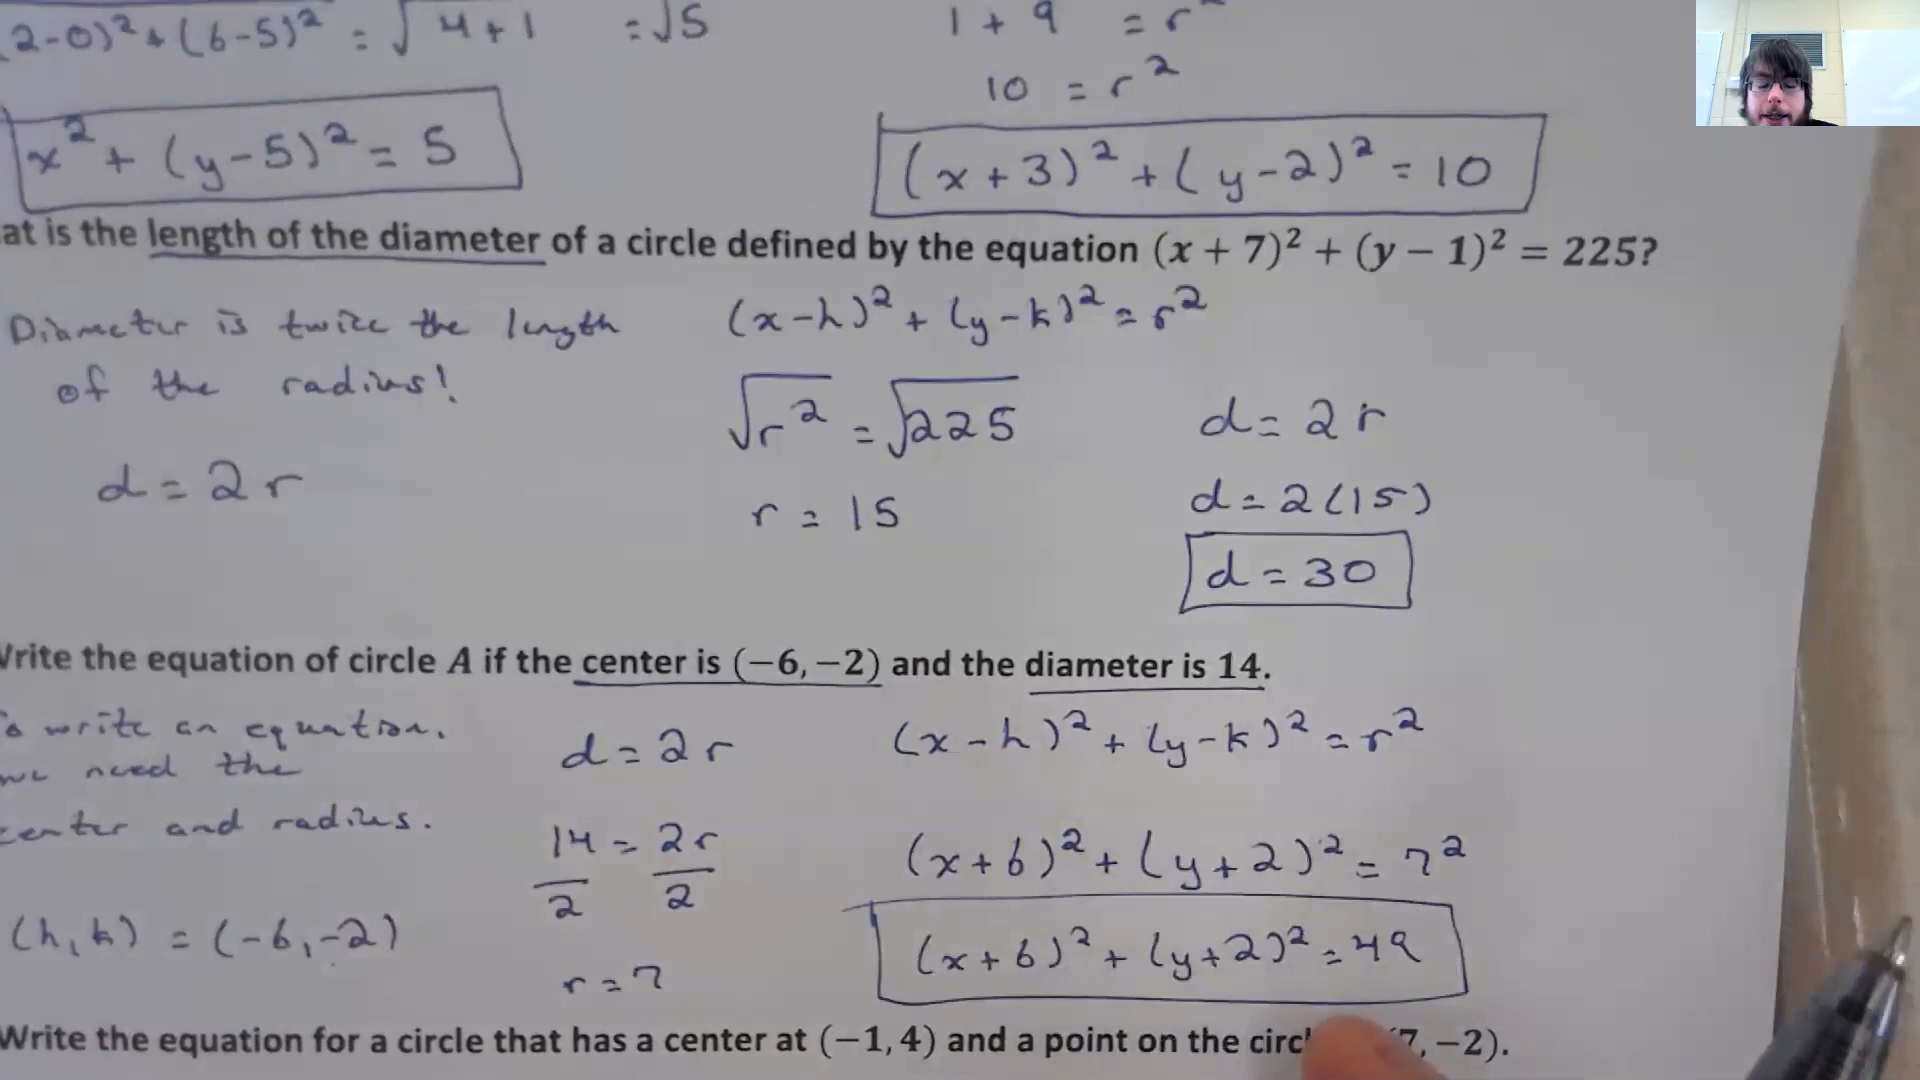 2-0)² + (6-5)² = √4+1 = √5
1 + 9 = r²
10 = r²
x² + (y-5)² = 5
(x+3)² + (y-2)² = 10
at is the length of the diameter of a circle defined by the equation (x + 7)² + (y − 1)² = 225?
Diameter is twice the length
of the radius!
d = 2r
(x-h)² + (y-k)² = r²
√r² = √225
r = 15
d = 2r
d = 2(15)
d = 30
Write the equation of circle A if the center is (−6, −2) and the diameter is 14.
To write an equation,
we need the
center and radius.
(h, k) = (-6, -2)
d = 2r
14/2 = 2r/2
r = 7
(x-h)² + (y-k)² = r²
(x+6)² + (y+2)² = 7²
(x+6)² + (y+2)² = 49
Write the equation for a circle that has a center at (−1, 4) and a point on the circl 7, −2).